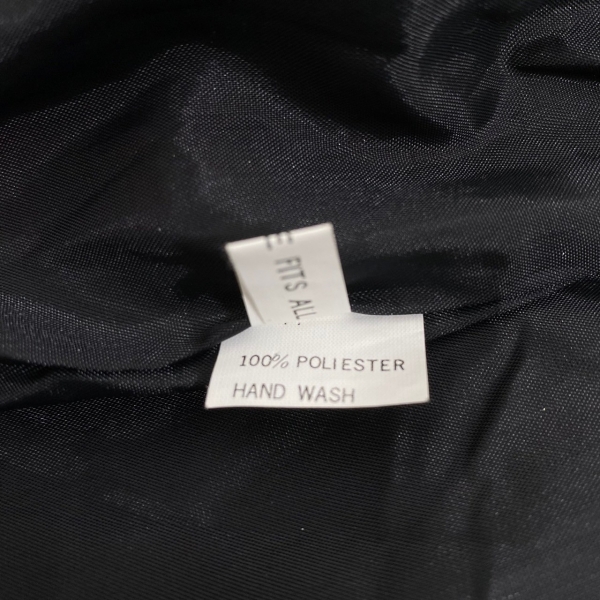 E
FITS ALL
100% POLIESTER
HAND WASH